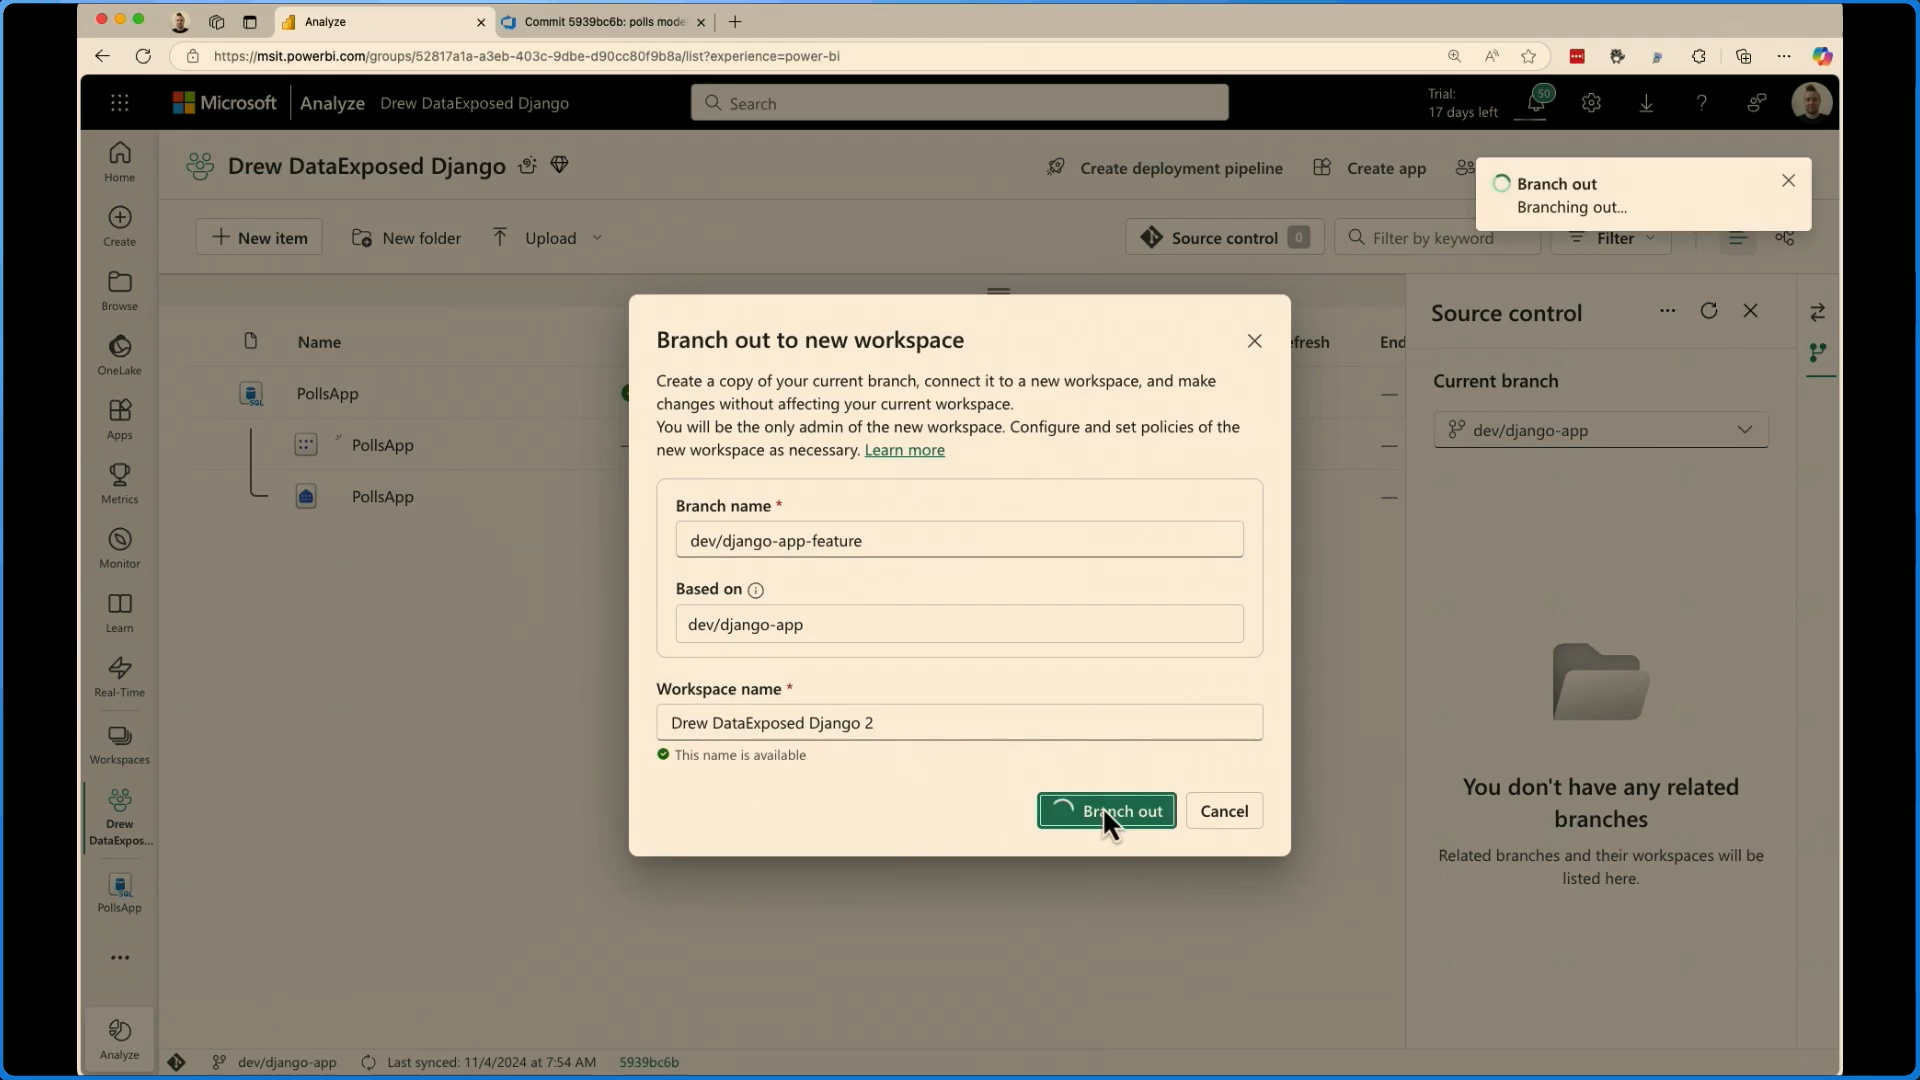 Analyze
Commit 5939bc6b: polls mode
https://msit.powerbi.com/groups/52817a1a-a3eb-403c-9dbe-d90cc80f9b8a/list?experience=power-bi
Microsoft
Analyze
Drew DataExposed Django
Search
Trial:
17 days left
50
Home
Create
Browse
OneLake
Apps
Metrics
Monitor
Learn
Real-Time
Workspaces
Drew
DataExpos...
PollsApp
Analyze
Drew DataExposed Django
Create deployment pipeline
Create app
Branch out
Branching out...
New item
New folder
Upload
Source control 0
Filter by keyword
Filter
Name
efresh
End
PollsApp
PollsApp
PollsApp
Branch out to new workspace
Create a copy of your current branch, connect it to a new workspace, and make
changes without affecting your current workspace.
You will be the only admin of the new workspace. Configure and set policies of the
new workspace as necessary. Learn more
Branch name *
dev/django-app-feature
Based on
dev/django-app
Workspace name *
Drew DataExposed Django 2
This name is available
Branch out
Cancel
Source control
Current branch
dev/django-app
You don't have any related
branches
Related branches and their workspaces will be
listed here.
dev/django-app
Last synced: 11/4/2024 at 7:54 AM
5939bc6b